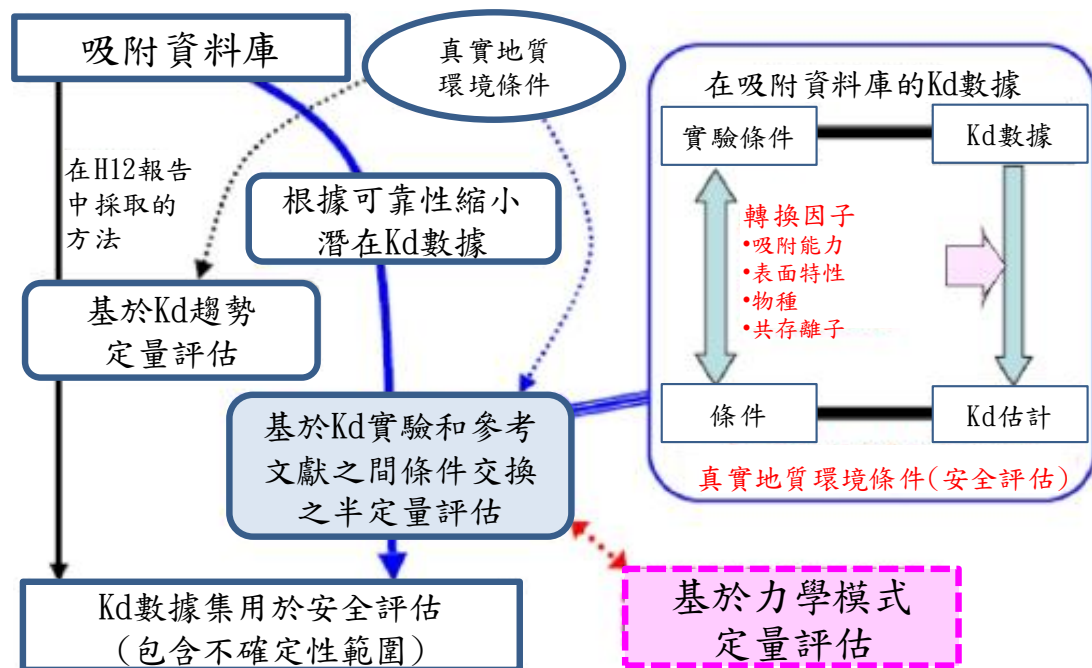 吸附資料庫
真實地質
環境條件
在H12報告
中採取的
方法
根據可靠性縮小
潛在Kd數據
基於Kd趨勢
定量評估
基於Kd實驗和參考
文獻之間條件交換
之半定量評估
Kd數據集用於安全評估
(包含不確定性範圍)
基於力學模式
定量評估
在吸附資料庫的Kd數據
實驗條件
Kd數據
轉換因子
•吸附能力
•表面特性
•物種
•共存離子
條件
Kd估計
真實地質環境條件(安全評估)